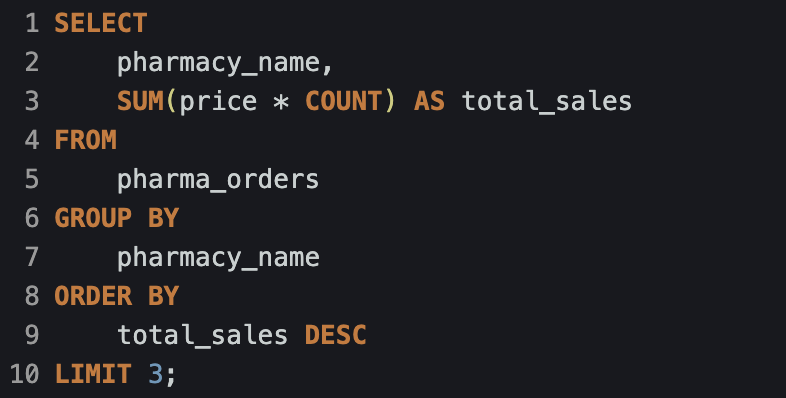 1 SELECT
2     pharmacy_name,
3     SUM(price * COUNT) AS total_sales
4 FROM
5     pharma_orders
6 GROUP BY
7     pharmacy_name
8 ORDER BY
9     total_sales DESC
10 LIMIT 3;